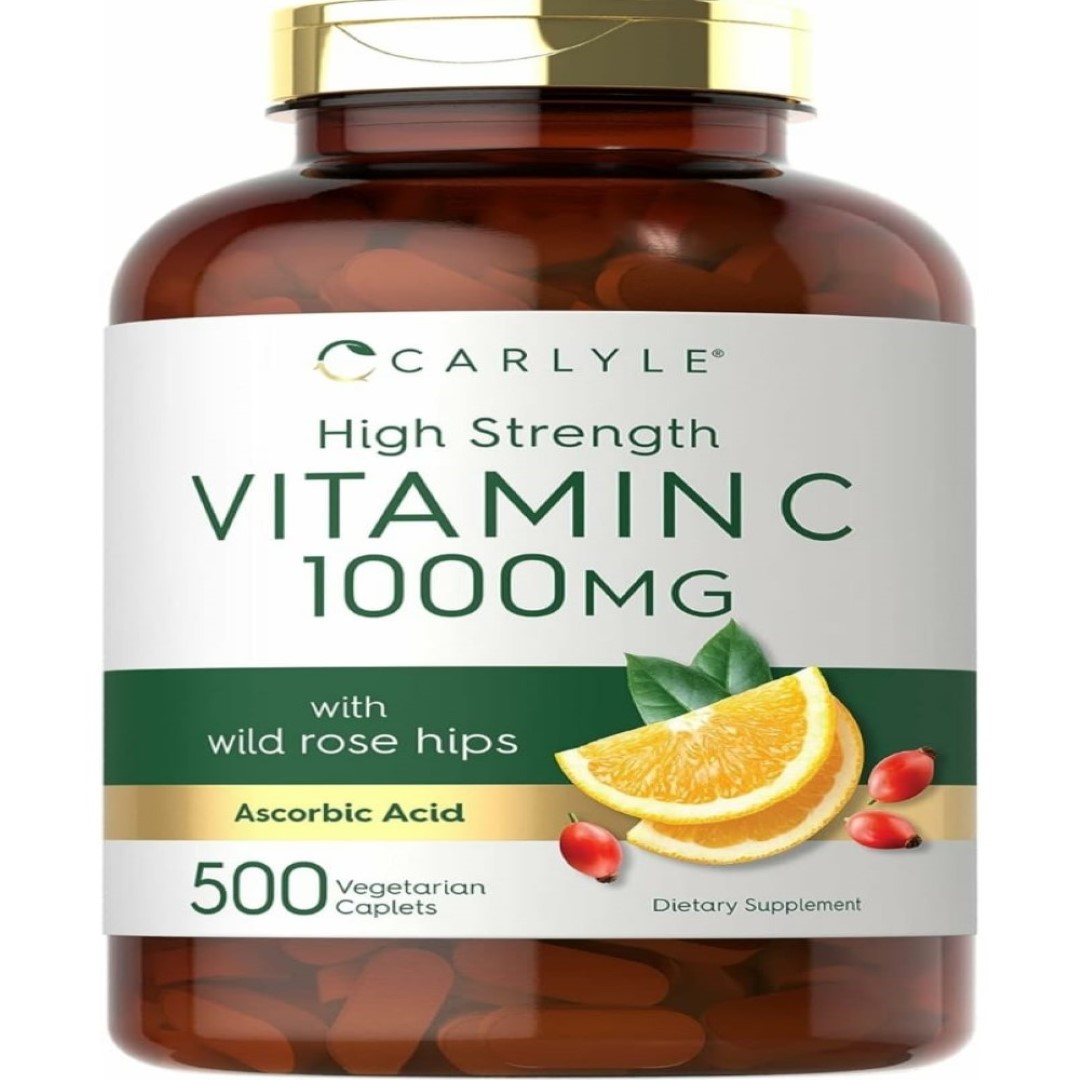 CARLYLE®
High Strength
VITAMIN C
1000MG
with
wild rose hips
Ascorbic Acid
500 Vegetarian
Caplets
Dietary Supplement